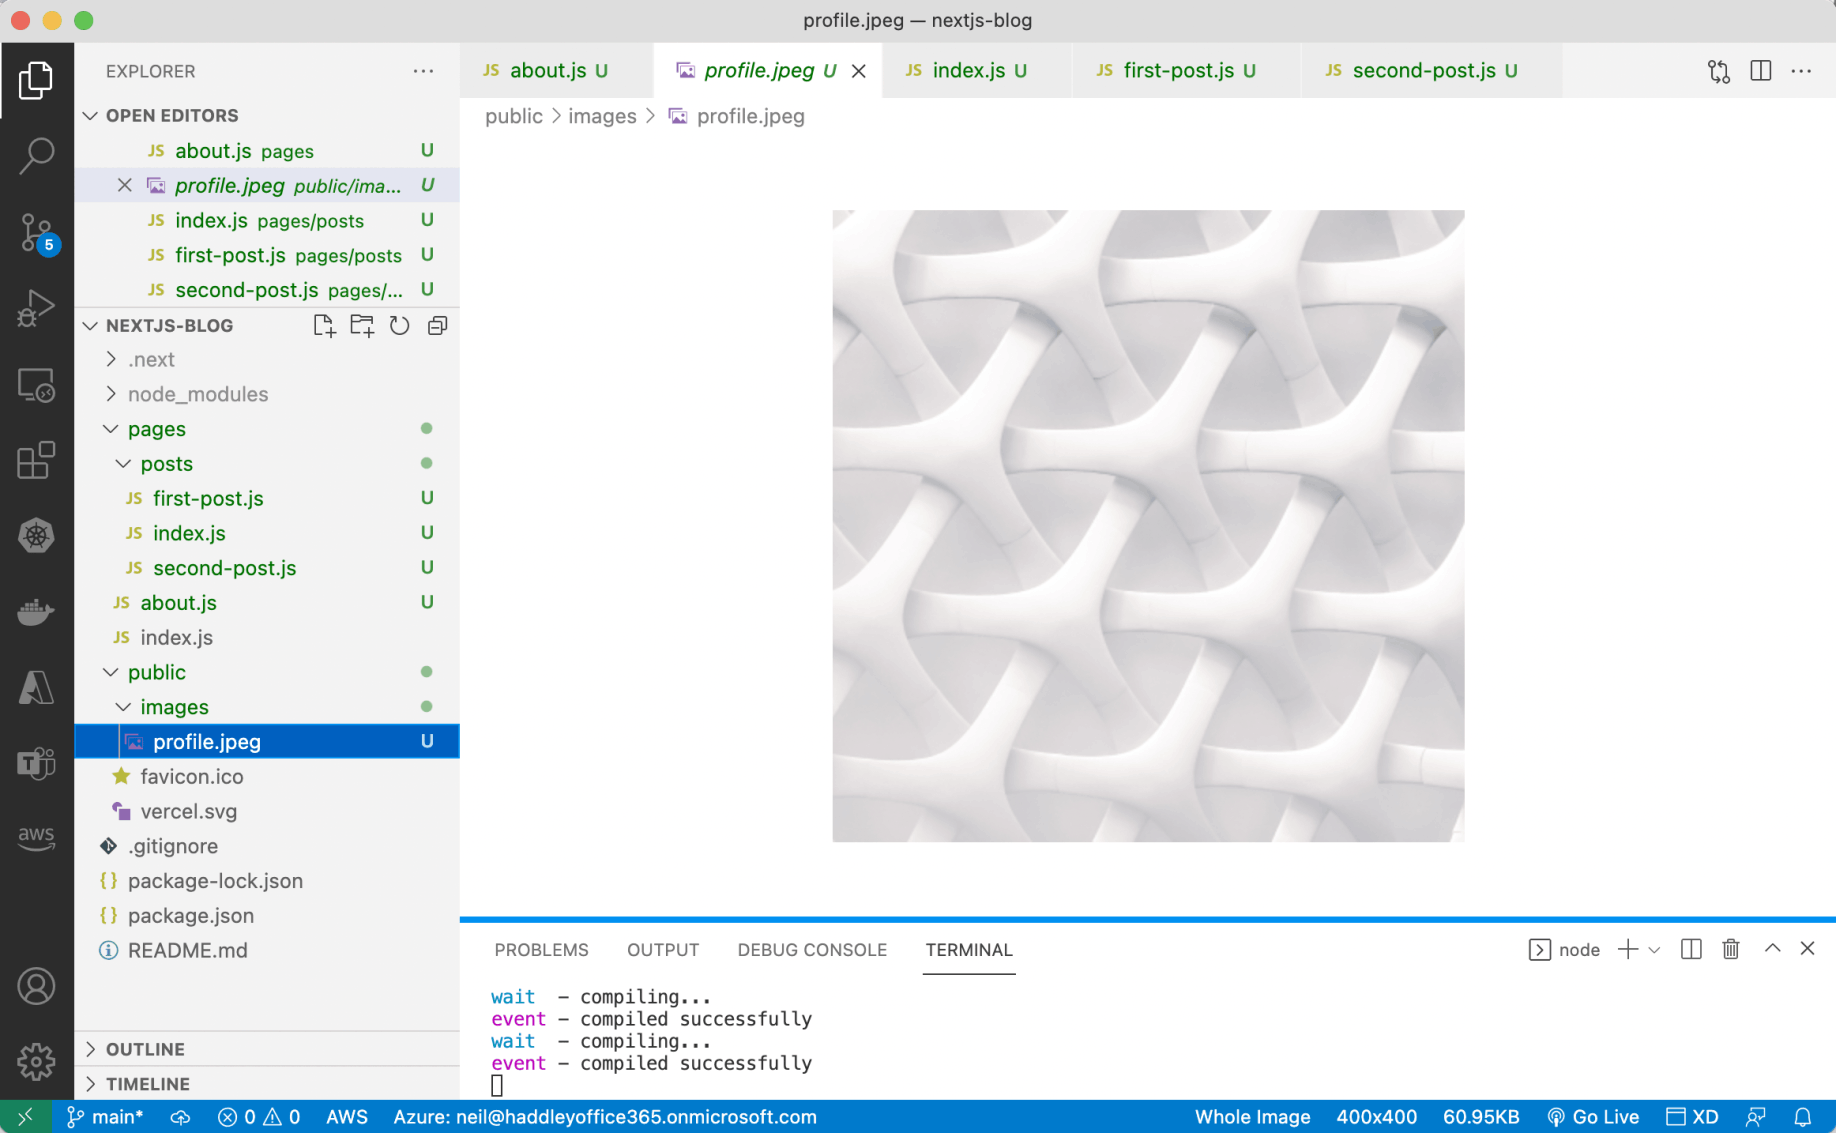 profile.jpeg — nextjs-blog
EXPLORER
JS about.js U
profile.jpeg U
JS index.js U
JS first-post.js U
JS second-post.js U
public > images > profile.jpeg
OPEN EDITORS
JS about.js pages U
profile.jpeg public/ima... U
JS index.js pages/posts U
JS first-post.js pages/posts U
JS second-post.js pages/... U
5
NEXTJS-BLOG
.next
node_modules
pages
posts
JS first-post.js U
JS index.js U
JS second-post.js U
JS about.js U
JS index.js
public
images
profile.jpeg U
favicon.ico
vercel.svg
.gitignore
{} package-lock.json
{} package.json
README.md
OUTLINE
TIMELINE
T
aws
PROBLEMS OUTPUT DEBUG CONSOLE TERMINAL
node
wait – compiling...
event – compiled successfully
wait – compiling...
event – compiled successfully
main* 0 0 AWS Azure: neil@haddleyoffice365.onmicrosoft.com Whole Image 400x400 60.95KB Go Live XD